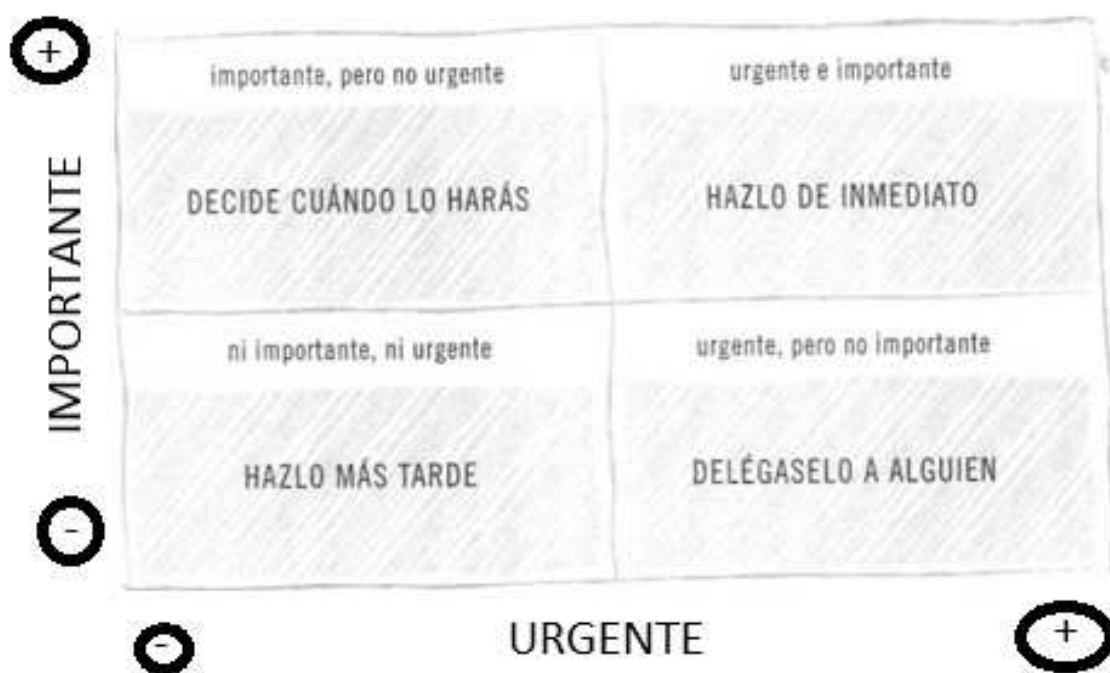 +
importante, pero no urgente
urgente e importante
DECIDE CUÁNDO LO HARÁS
HAZLO DE INMEDIATO
IMPORTANTE
ni importante, ni urgente
urgente, pero no importante
HAZLO MÁS TARDE
DELÉGASELO A ALGUIEN
-
-
URGENTE
+